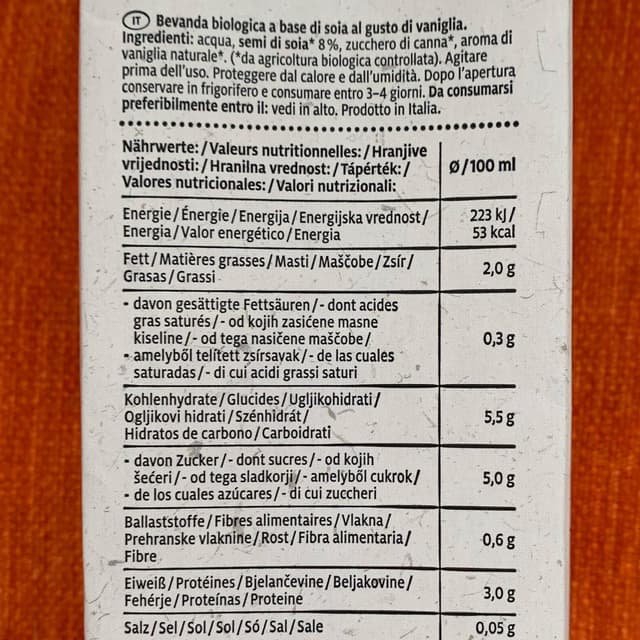 IT Bevanda biologica a base di soia al gusto di vaniglia.
Ingredienti: acqua, semi di soia* 8%, zucchero di canna*, aroma di
vaniglia naturale*. (*da agricoltura biologica controllata). Agitare
prima dell'uso. Proteggere dal calore e dall'umidità. Dopo l'apertura
conservare in frigorifero e consumare entro 3–4 giorni. Da consumarsi
preferibilmente entro il: vedi in alto. Prodotto in Italia.
Nährwerte: / Valeurs nutritionnelles: / Hranjive
vrijednosti: / Hranilna vrednost: / Tápérték: /
Valores nutricionales: / Valori nutrizionali:
ø/100 ml
Energie / Énergie / Energija / Energijska vrednost /
Energia / Valor energético / Energia
223 kJ /
53 kcal
Fett / Matières grasses / Masti / Maščobe / Zsír /
Grasas / Grassi
2,0 g
- davon gesättigte Fettsäuren / - dont acides
gras saturés / - od kojih zasićene masne
kiseline / - od tega nasičene maščobe /
- amelyből telített zsírsavak / - de las cuales
saturadas / - di cui acidi grassi saturi
0,3 g
Kohlenhydrate / Glucides / Ugljikohidrati /
Ogljikovi hidrati / Szénhidrát /
Hidratos de carbono / Carboidrati
5,5 g
- davon Zucker / - dont sucres / - od kojih
šećeri / - od tega sladkorji / - amelyből cukrok /
- de los cuales azúcares / - di cui zuccheri
5,0 g
Ballaststoffe / Fibres alimentaires / Vlakna /
Prehranske vlaknine / Rost / Fibra alimentaria /
Fibre
0,6 g
Eiweiß / Protéines / Bjelančevine / Beljakovine /
Fehérje / Proteínas / Proteine
3,0 g
Salz / Sel / Sol / Sol / Só / Sal / Sale
0,05 g